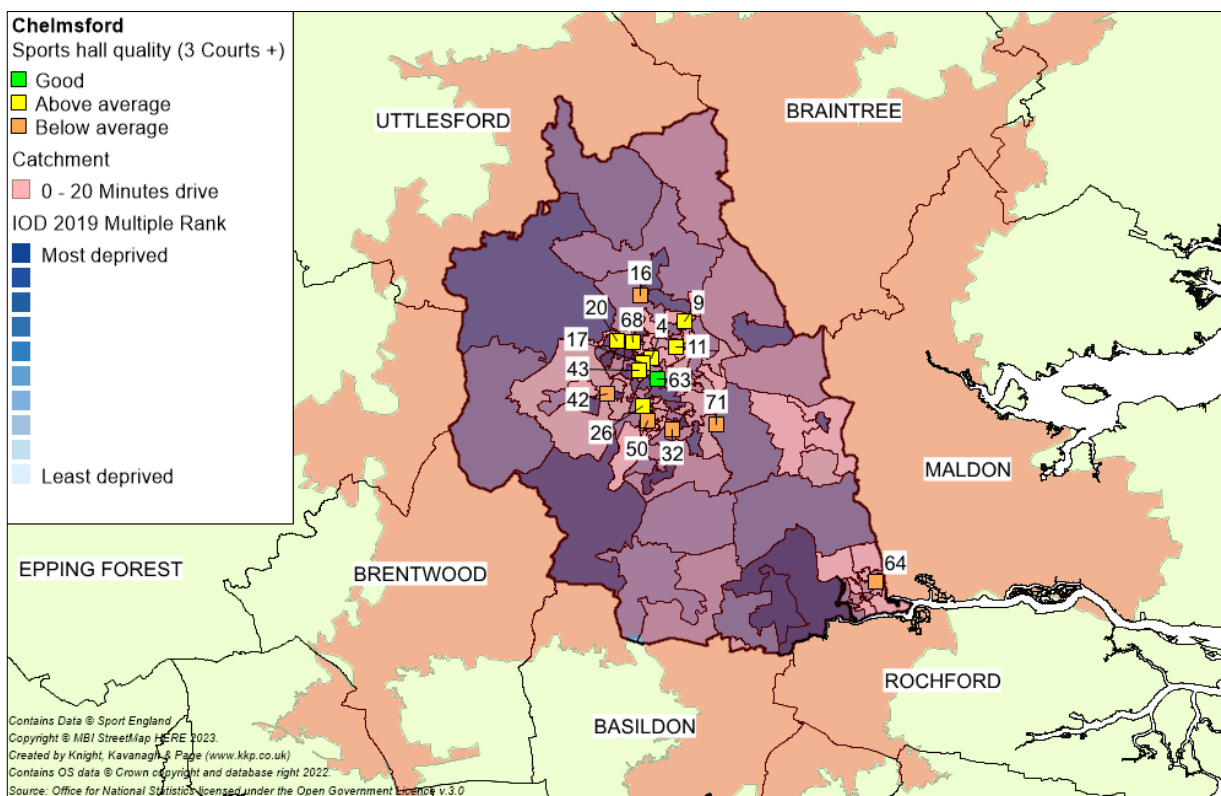 Chelmsford
Sports hall quality (3 Courts +)
Good
Above average
Below average
Catchment
0 - 20 Minutes drive
IOD 2019 Multiple Rank
Most deprived
Least deprived
UTTLESFORD
BRAINTREE
16
9
20
68
4
17
11
43
63
42
71
26
50
32
MALDON
64
EPPING FOREST
BRENTWOOD
ROCHFORD
BASILDON
Contains Data © Sport England
Copyright © MBI StreetMap HERE 2023.
Created by Knight, Kavanagh & Page (www.kkp.co.uk)
Contains OS data © Crown copyright and database right 2022.
Source: Office for National Statistics licensed under the Open Government Licence v.3.0